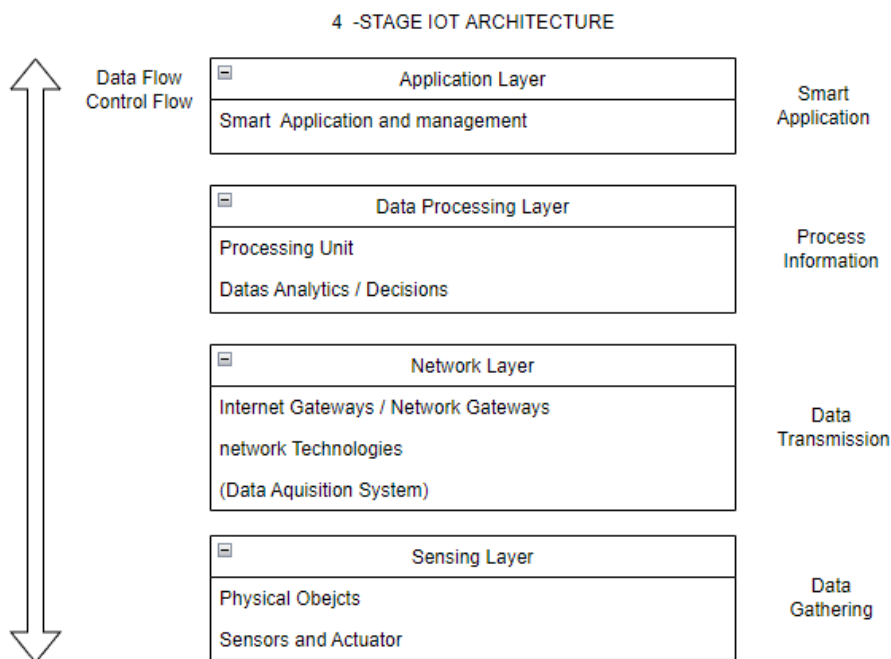 4 -STAGE IOT ARCHITECTURE
Data Flow
Control Flow
Application Layer
Smart Application and management
Smart
Application
Data Processing Layer
Processing Unit
Datas Analytics / Decisions
Process
Information
Network Layer
Internet Gateways / Network Gateways
network Technologies
(Data Aquisition System)
Data
Transmission
Sensing Layer
Physical Obejcts
Sensors and Actuator
Data
Gathering